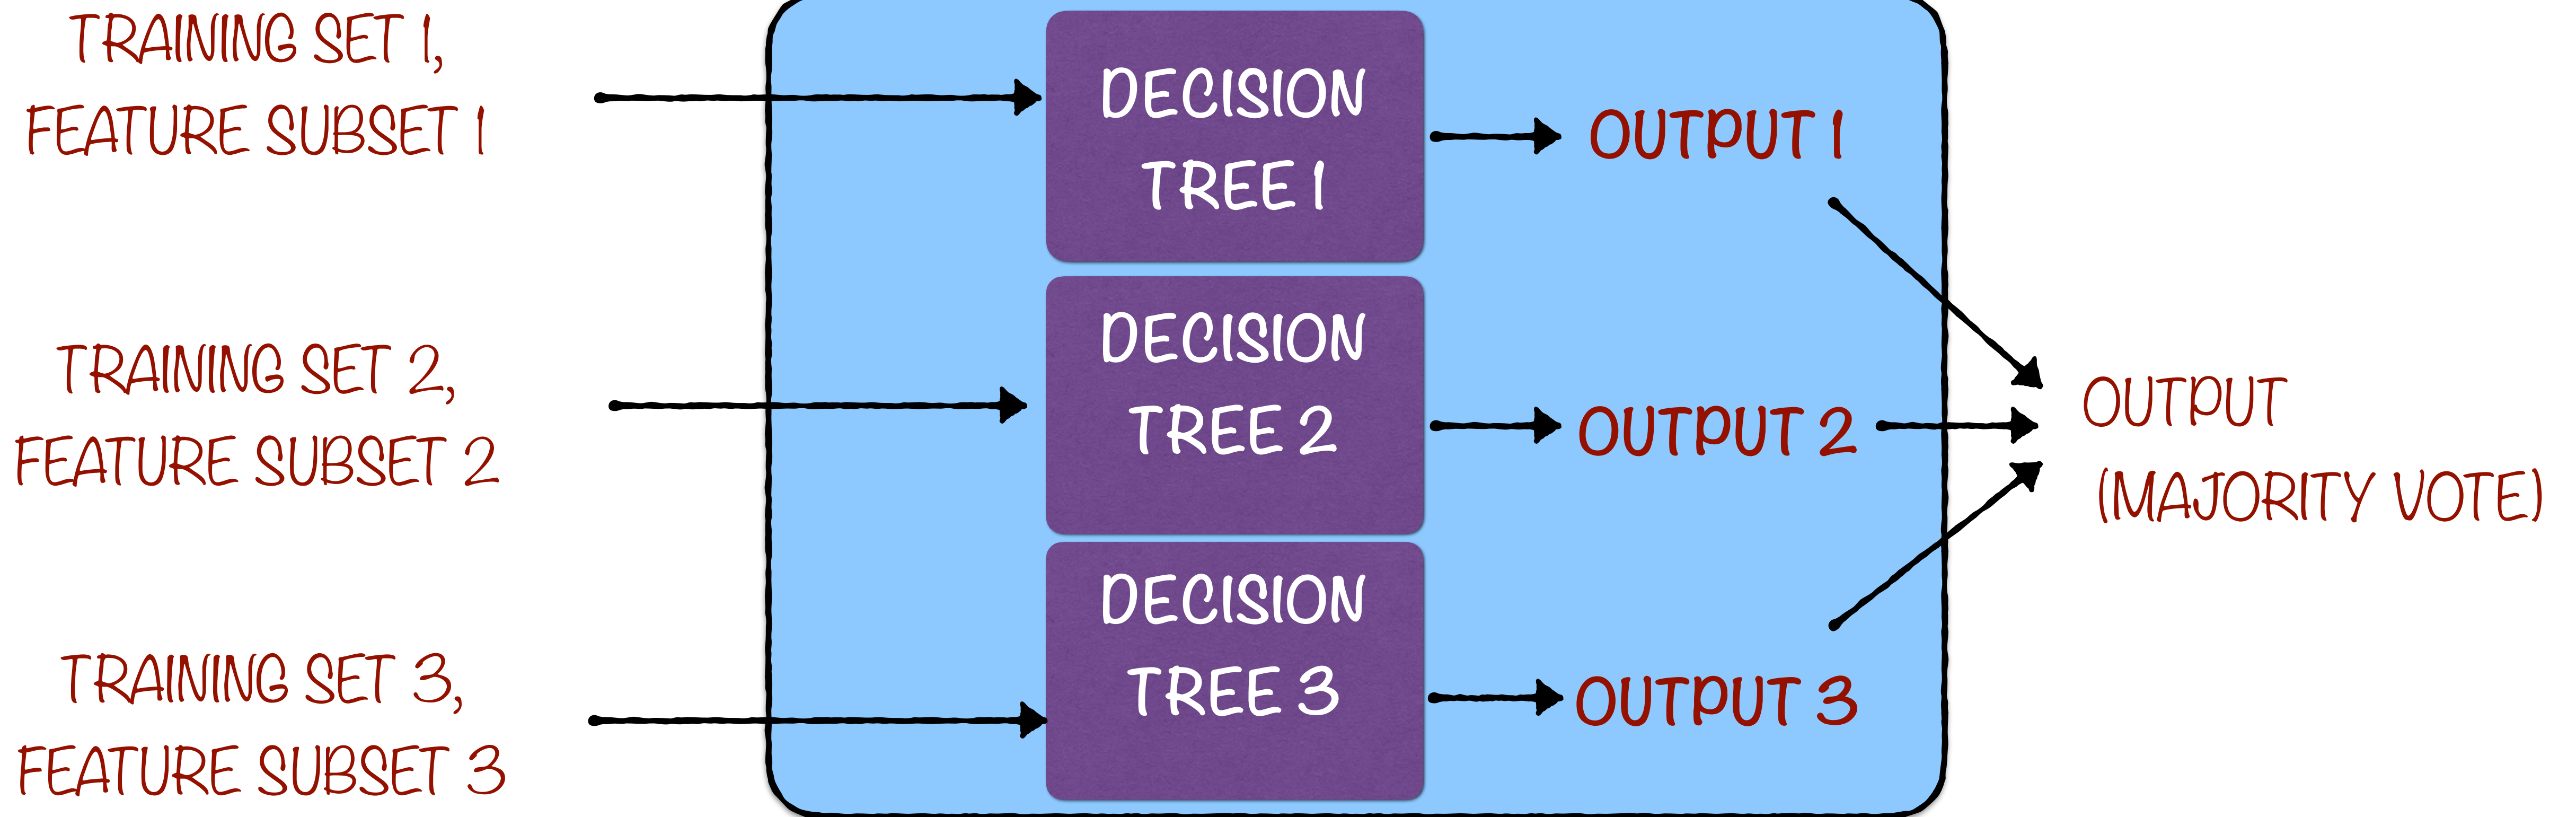 TRAINING SET 1,
FEATURE SUBSET 1
DECISION
TREE 1
OUTPUT 1
TRAINING SET 2,
FEATURE SUBSET 2
DECISION
TREE 2
OUTPUT 2
OUTPUT
(MAJORITY VOTE)
TRAINING SET 3,
FEATURE SUBSET 3
DECISION
TREE 3
OUTPUT 3